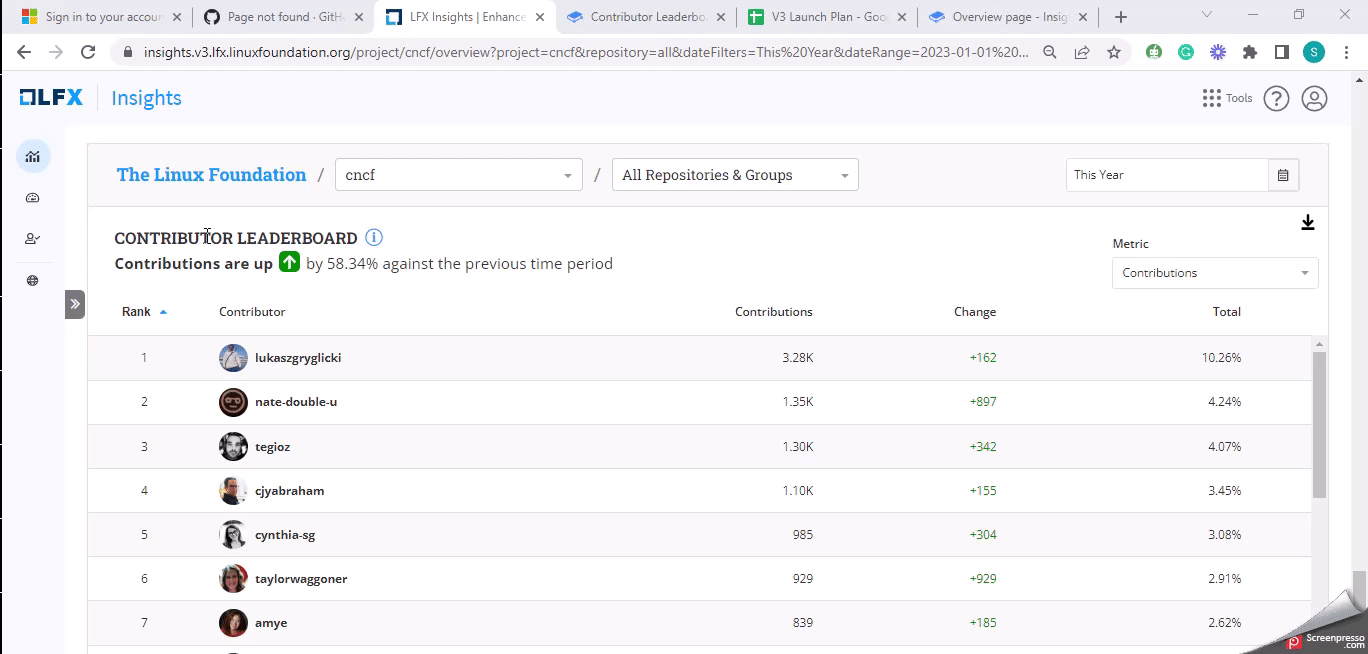 Sign in to your accoun
Page not found · GitH
LFX Insights | Enhance
Contributor Leaderbo
V3 Launch Plan - Goo
Overview page - Insig
insights.v3.lfx.linuxfoundation.org/project/cncf/overview?project=cncf&repository=all&dateFilters=This%20Year&dateRange=2023-01-01%20...
S
LFX Insights
Tools
The Linux Foundation / cncf / All Repositories & Groups
This Year
CONTRIBUTOR LEADERBOARD
Contributions are up by 58.34% against the previous time period
Metric
Contributions
Rank Contributor Contributions Change Total
1 lukaszgryglicki 3.28K +162 10.26%
2 nate-double-u 1.35K +897 4.24%
3 tegioz 1.30K +342 4.07%
4 cjyabraham 1.10K +155 3.45%
5 cynthia-sg 985 +304 3.08%
6 taylorwaggoner 929 +929 2.91%
7 amye 839 +185 2.62%
Screenpresso
.com